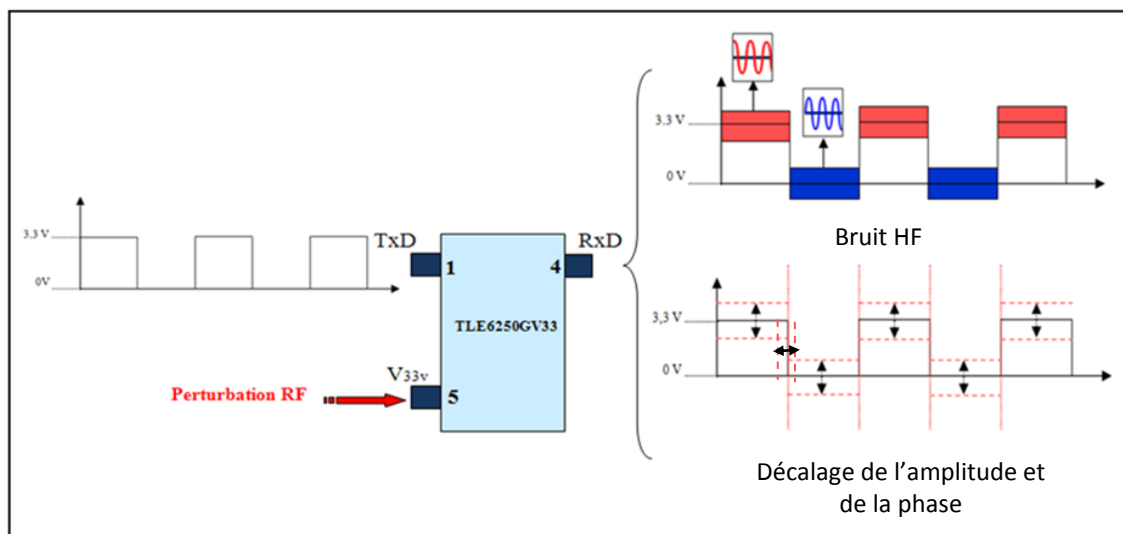 3.3 V
0 V
Bruit HF
3.3 V
0V
TxD
RxD
1
4
TLE6250GV33
V33v
5
Perturbation RF
3,3 V
0 V
Décalage de l'amplitude et
de la phase